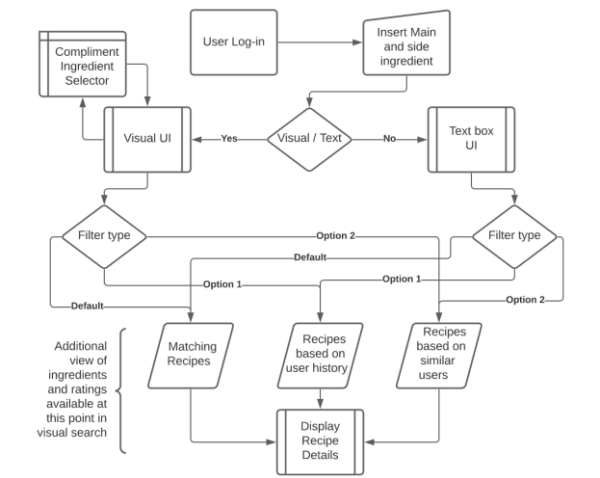 User Log-in
Insert Main
and side
ingredient
Compliment
Ingredient
Selector
Visual UI
Yes
Visual / Text
No
Text box
UI
Filter type
Filter type
Option 2
Default
Option 1
Option 1
Default
Option 2
Additional
view of
ingredients
and ratings
available at
this point in
visual search
Matching
Recipes
Recipes
based on
user history
Recipes
based on
similar
users
Display
Recipe
Details